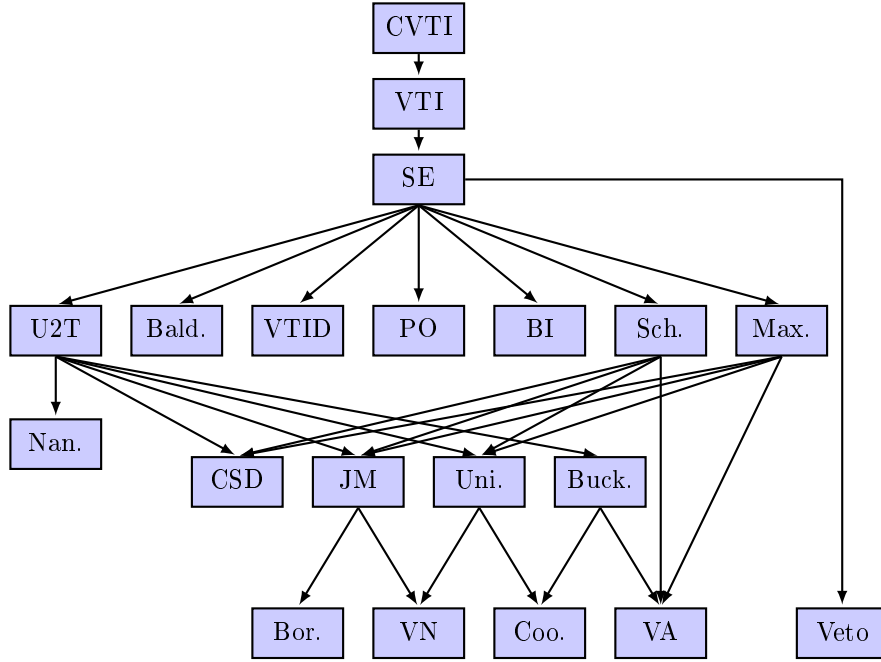 CVTI
VTI
SE
U2T Bald. VTID PO BI Sch. Max.
Nan.
CSD JM Uni. Buck.
Bor. VN Coo. VA Veto